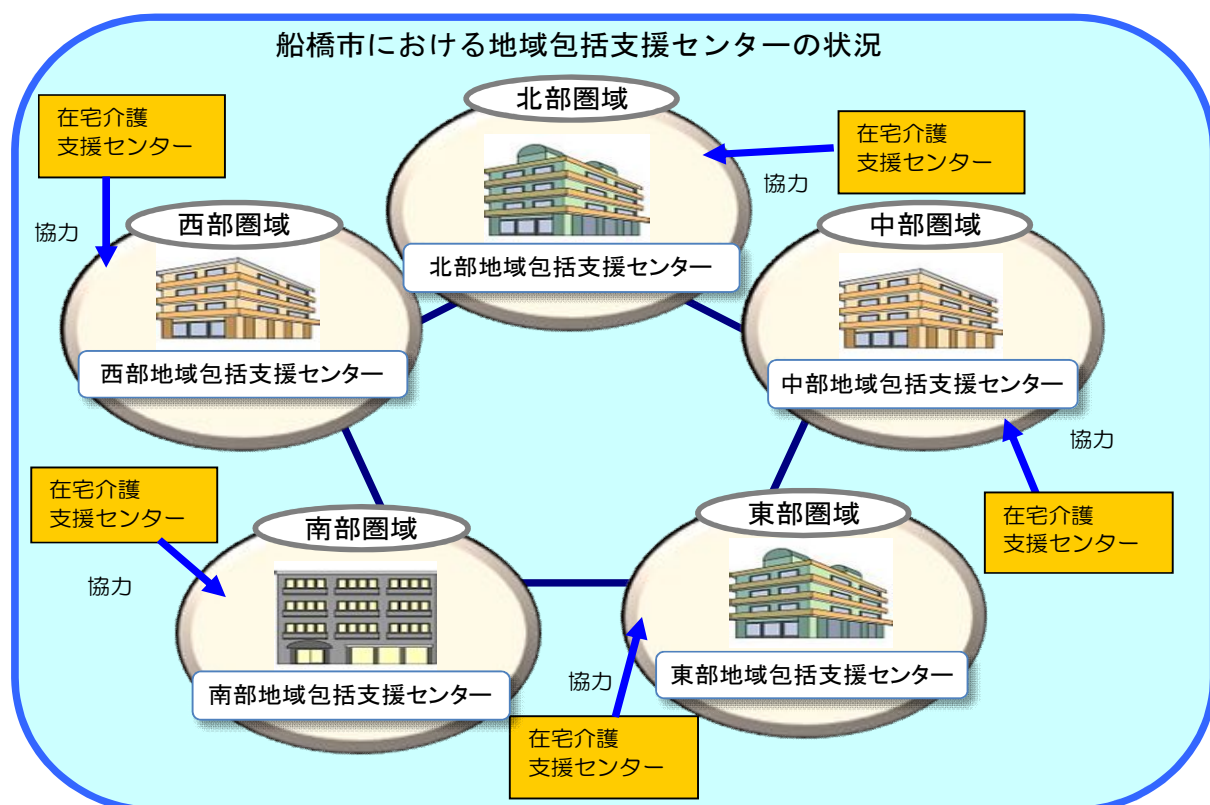 船橋市における地域包括支援センターの状況
北部圏域
在宅介護
支援センター
協力
北部地域包括支援センター
在宅介護
支援センター
協力
西部圏域
西部地域包括支援センター
中部圏域
中部地域包括支援センター
協力
在宅介護
支援センター
在宅介護
支援センター
協力
南部圏域
南部地域包括支援センター
東部圏域
東部地域包括支援センター
協力
在宅介護
支援センター